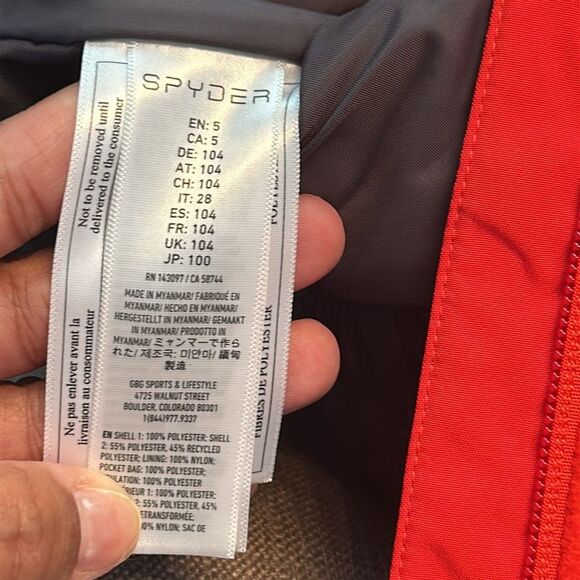 SPYDER
EN: 5
CA: 5
DE: 104
AT: 104
CH: 104
IT: 28
ES: 104
FR: 104
UK: 104
JP: 100
RN 143097 / CA 58744
MADE IN MYANMAR/ FABRIQUÉ EN
MYANMAR/ HECHO EN MYANMAR/
HERGESTELLT IN MYANMAR/ GEMAAKT
IN MYANMAR/ PRODOTTO IN
MYANMAR/ ミャンマーで作ら
れた/ 제조국: 미얀마/ 緬甸
製造
GBG SPORTS & LIFESTYLE
4725 WALNUT STREET
BOULDER, COLORADO 80301
1(844)977.9337
EN SHELL 1: 100% POLYESTER; SHELL
2: 55% POLYESTER, 45% RECYCLED
POLYESTER; LINING: 100% NYLON;
POCKET BAG: 100% POLYESTER;
100% POLYESTER
1: 100% POLYESTER;
55% POLYESTER, 45%
NYLON; SAC DE
Not to be removed until
delivered to the consumer
Ne pas enlever avant la
livraison au consommateur
FIBRES DE POLYESTER